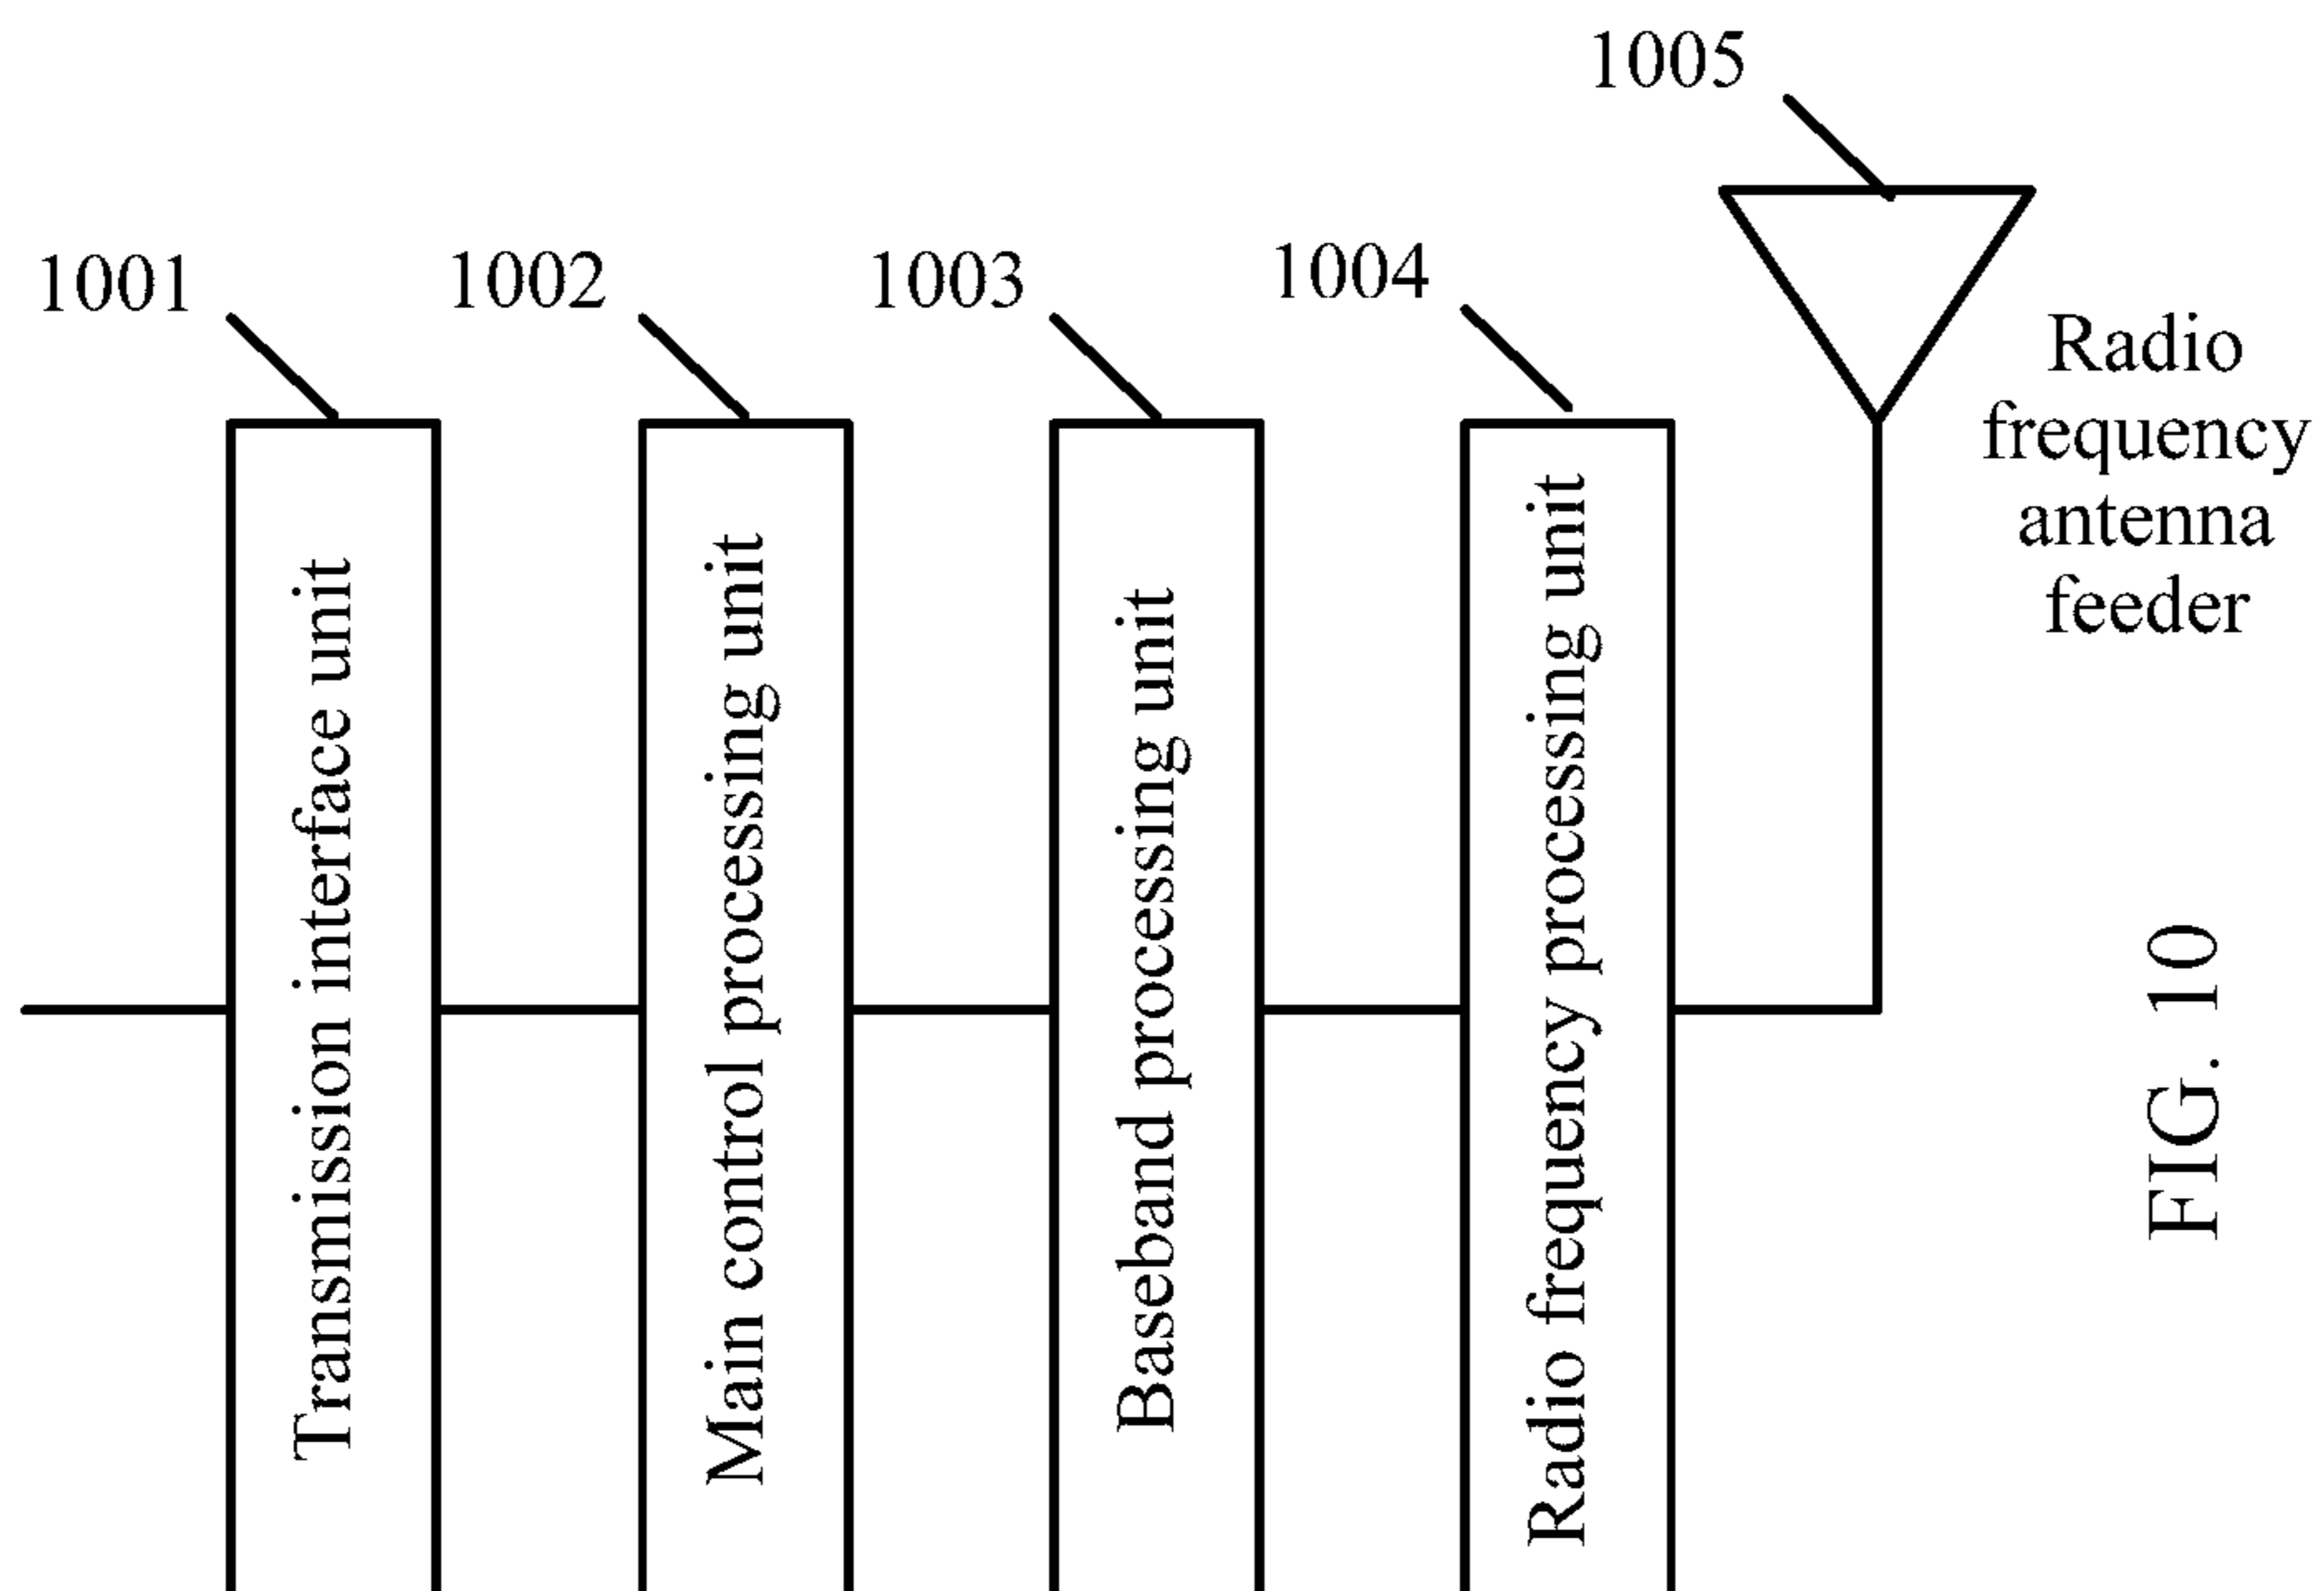 1005
1001
1002
1003
1004
Radio
frequency
antenna
feeder
Transmission interface unit
Main control processing unit
Baseband processing unit
Radio frequency processing unit
FIG. 10